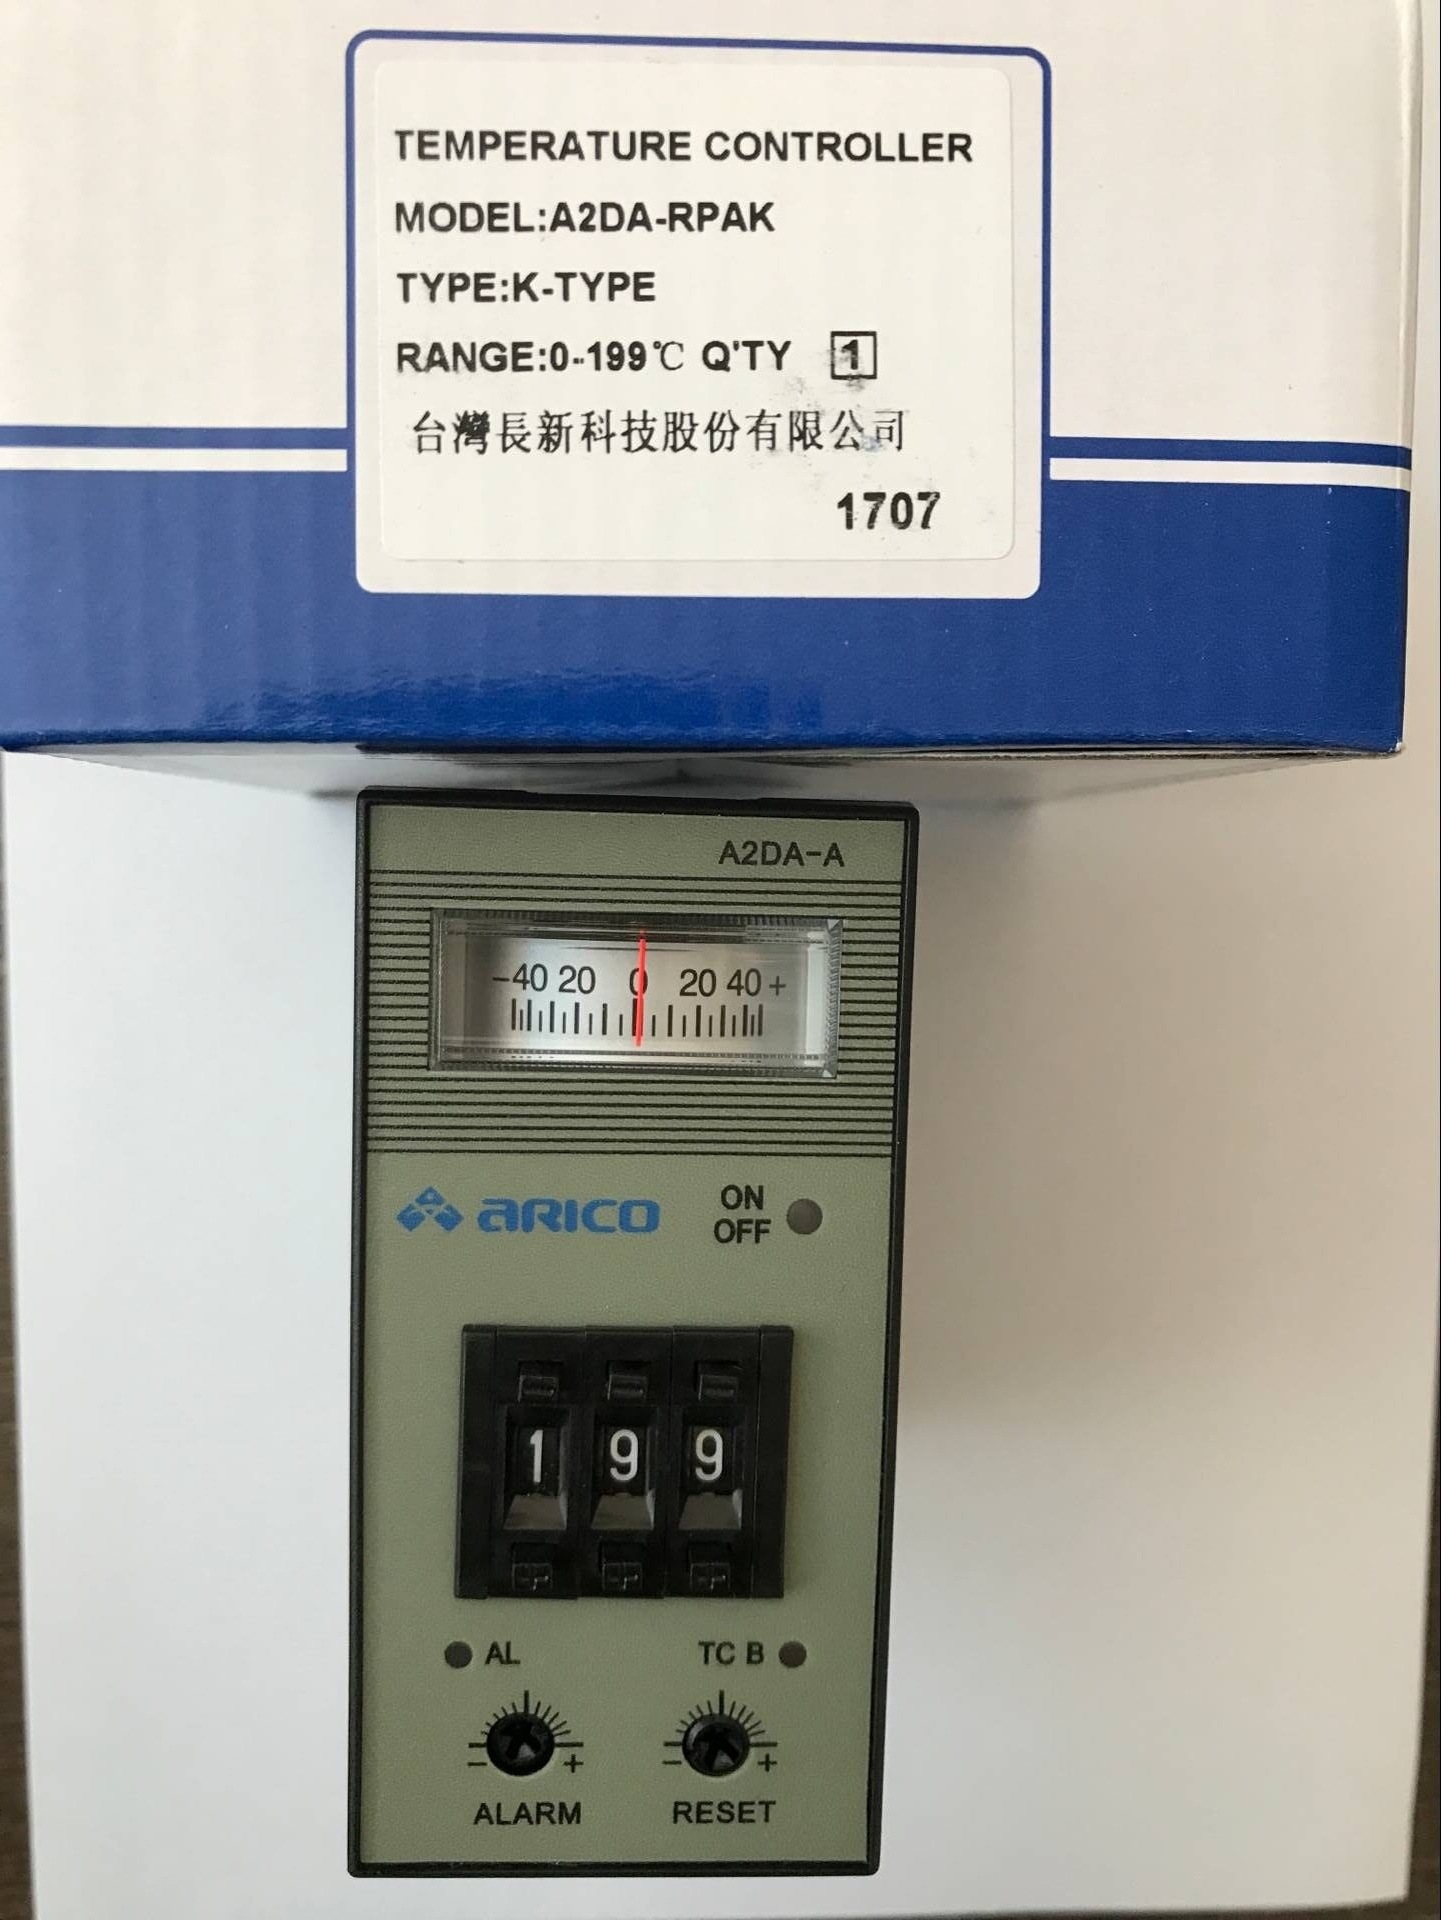 TEMPERATURE CONTROLLER
MODEL:A2DA-RPAK
TYPE:K-TYPE
RANGE:0-199℃ Q'TY 1
台灣長新科技股份有限公司
1707
A2DA-A
-40 20 0 20 40+
ARICO
ON
OFF
1 9 9
AL TC B
- + - +
ALARM RESET